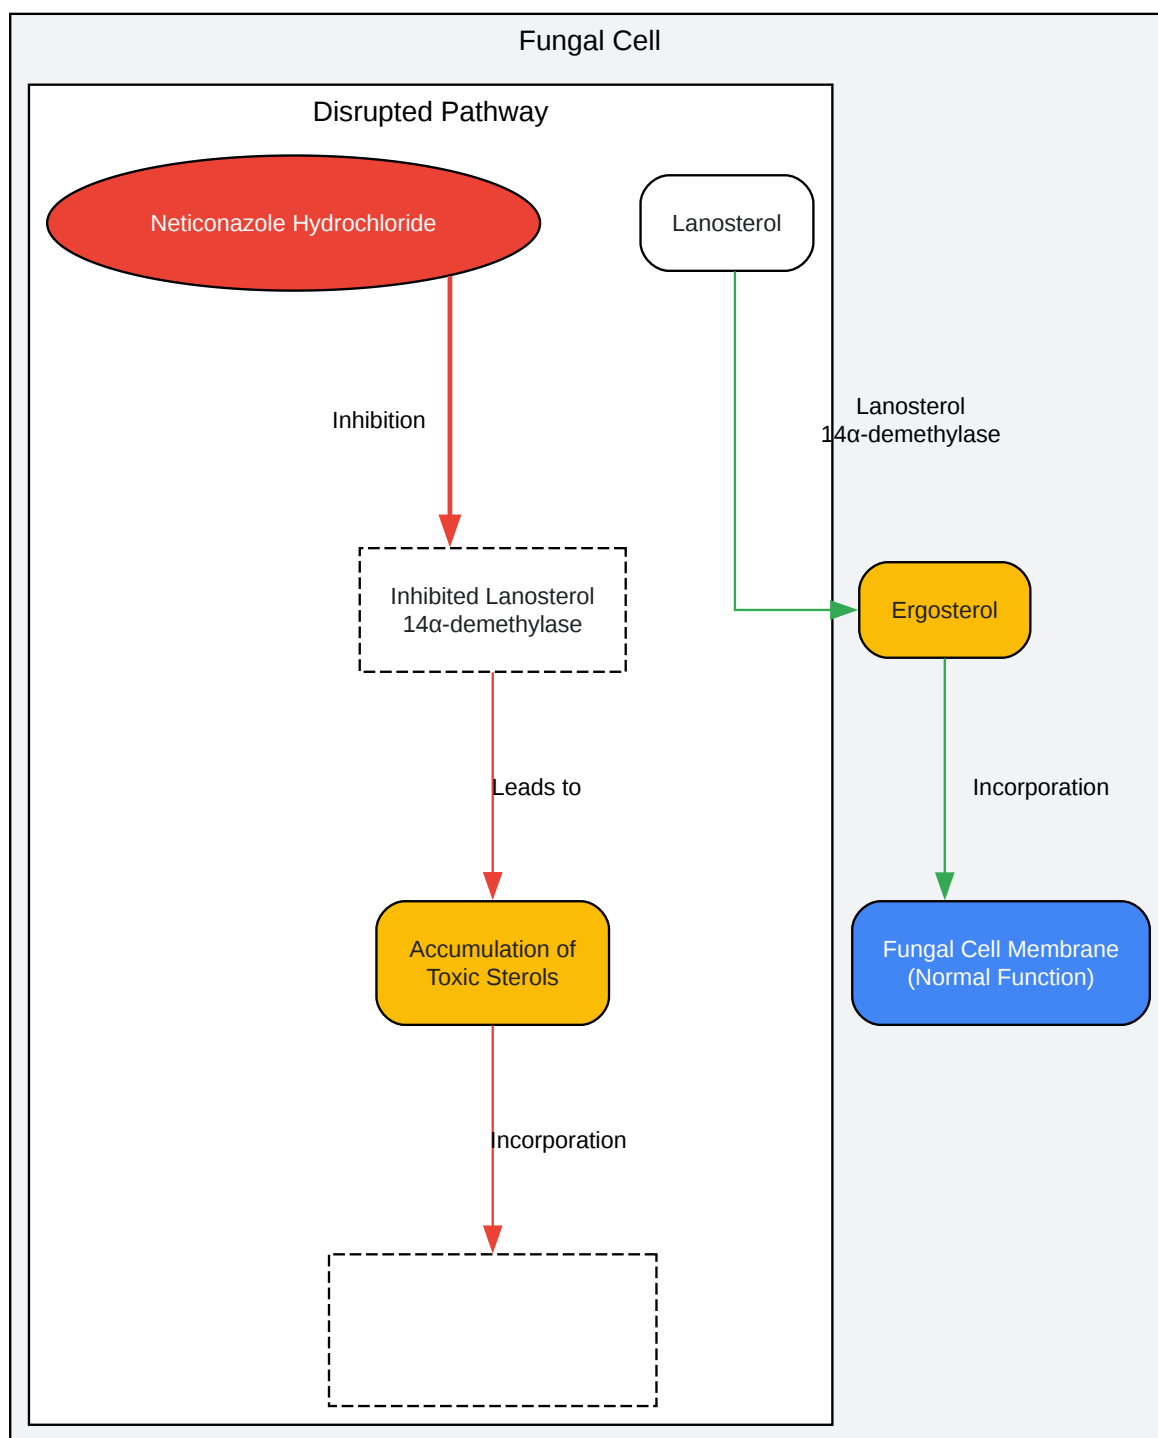 Fungal Cell
Disrupted Pathway
Neticonazole Hydrochloride
Lanosterol
Inhibition
Lanosterol
14α-demethylase
Inhibited Lanosterol
14α-demethylase
Ergosterol
Leads to
Incorporation
Accumulation of
Toxic Sterols
Fungal Cell Membrane
(Normal Function)
Incorporation